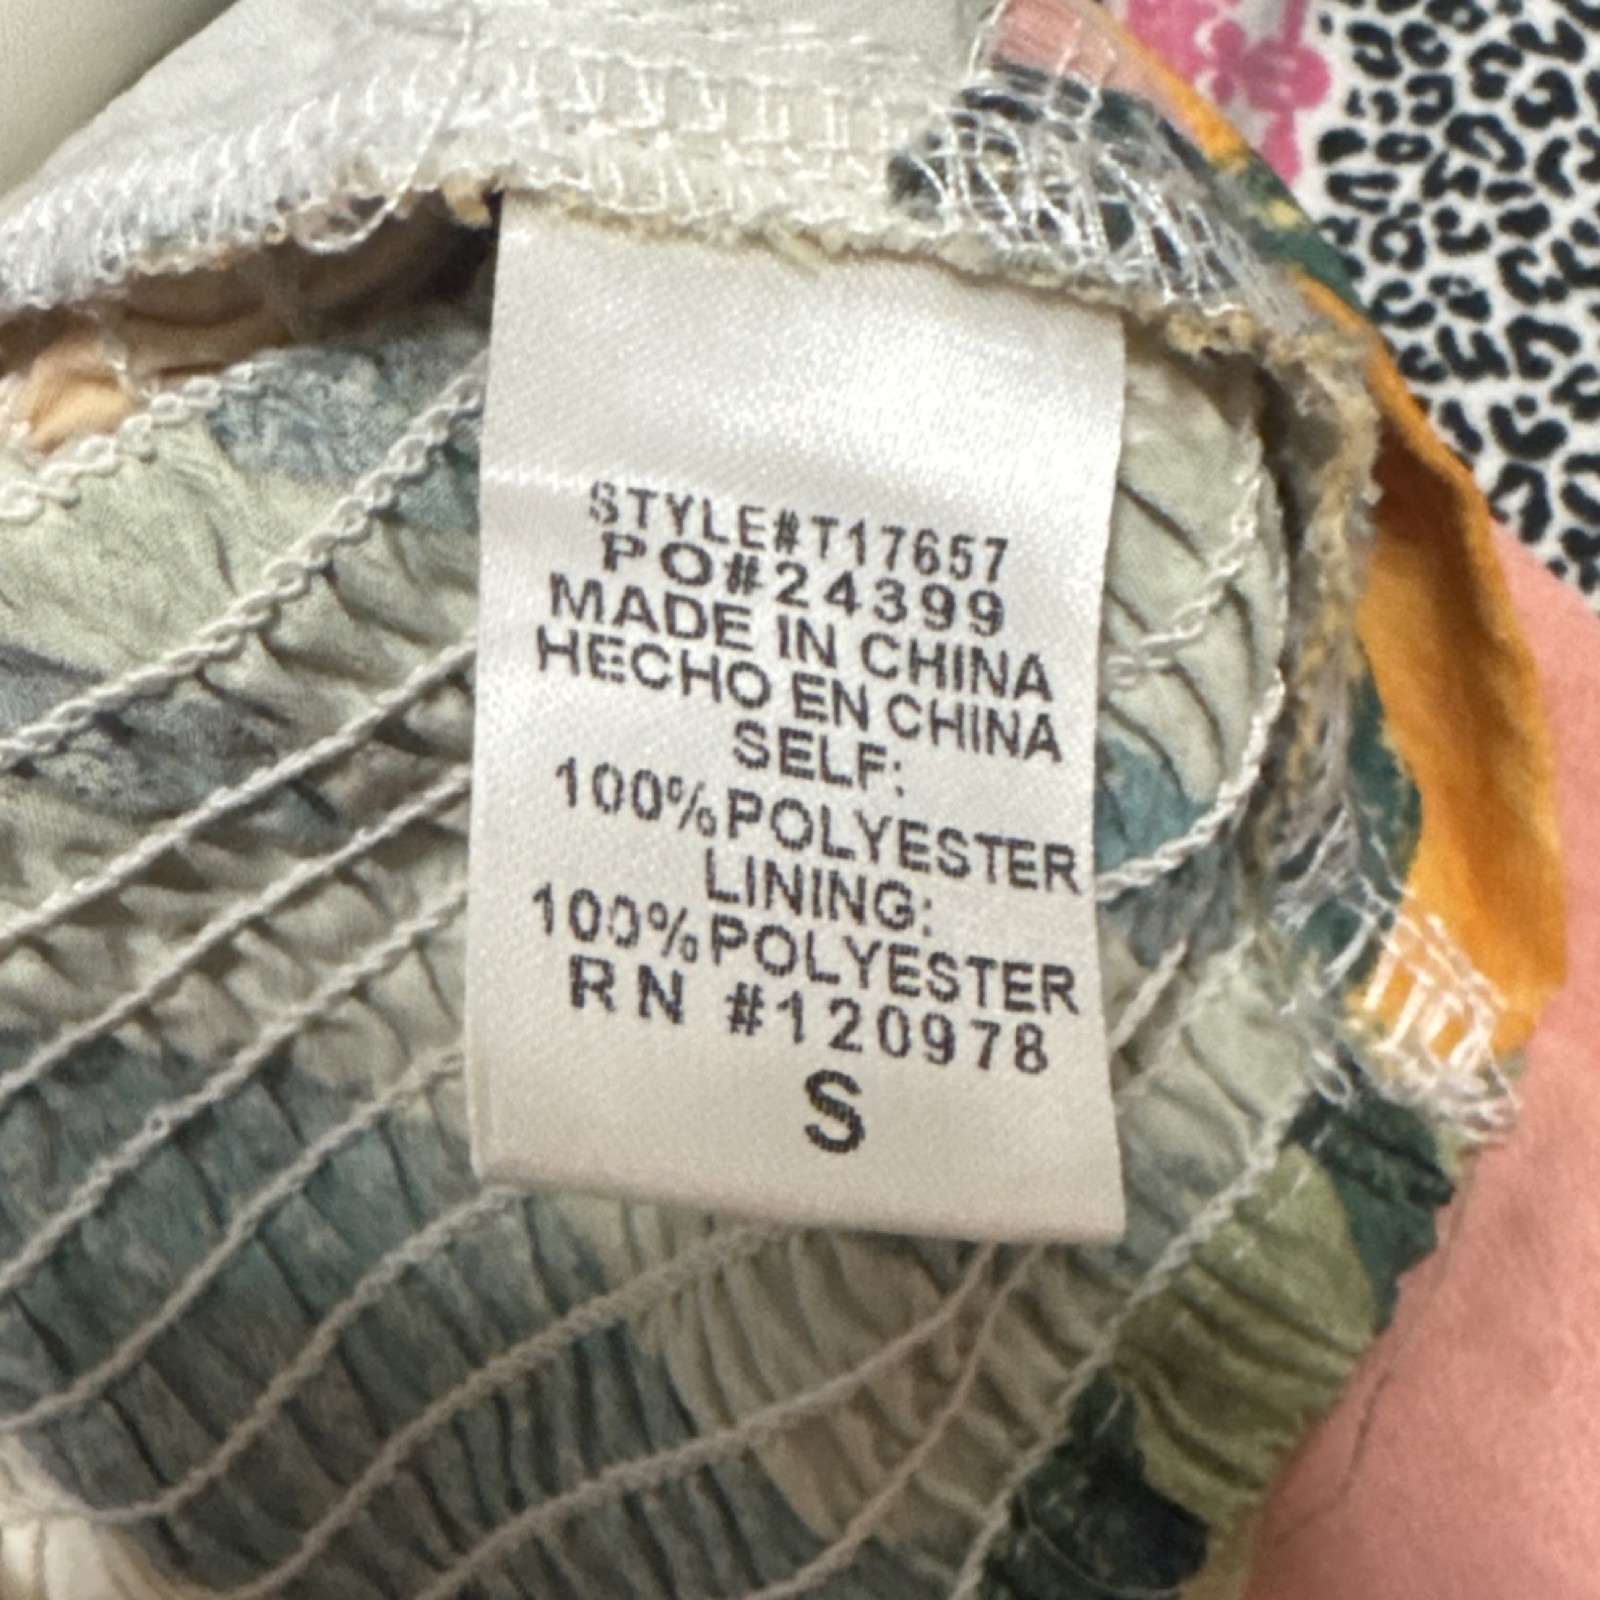 STYLE#T17657
PO#24399
MADE IN CHINA
HECHO EN CHINA
SELF:
100%POLYESTER
LINING:
100%POLYESTER
RN #120978
S